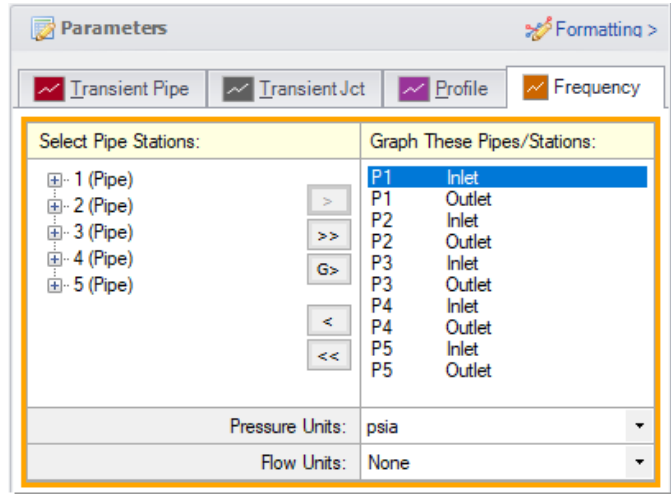 Parameters
Formatting >
Transient Pipe
Transient Jct
Profile
Frequency
Select Pipe Stations:
Graph These Pipes/Stations:
1 (Pipe)
2 (Pipe)
3 (Pipe)
4 (Pipe)
5 (Pipe)
>
>>
G>
<
<<
P1 Inlet
P1 Outlet
P2 Inlet
P2 Outlet
P3 Inlet
P3 Outlet
P4 Inlet
P4 Outlet
P5 Inlet
P5 Outlet
Pressure Units: psia
Flow Units: None